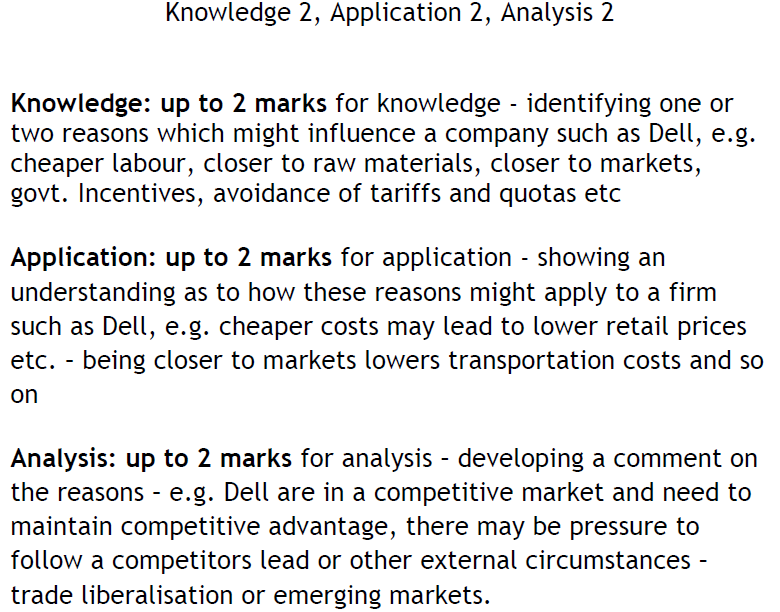 Knowledge 2, Application 2, Analysis 2
Knowledge: up to 2 marks for knowledge - identifying one or
two reasons which might influence a company such as Dell, e.g.
cheaper labour, closer to raw materials, closer to markets,
govt. Incentives, avoidance of tariffs and quotas etc
Application: up to 2 marks for application - showing an
understanding as to how these reasons might apply to a firm
such as Dell, e.g. cheaper costs may lead to lower retail prices
etc. – being closer to markets lowers transportation costs and so
on
Analysis: up to 2 marks for analysis – developing a comment on
the reasons – e.g. Dell are in a competitive market and need to
maintain competitive advantage, there may be pressure to
follow a competitors lead or other external circumstances –
trade liberalisation or emerging markets.